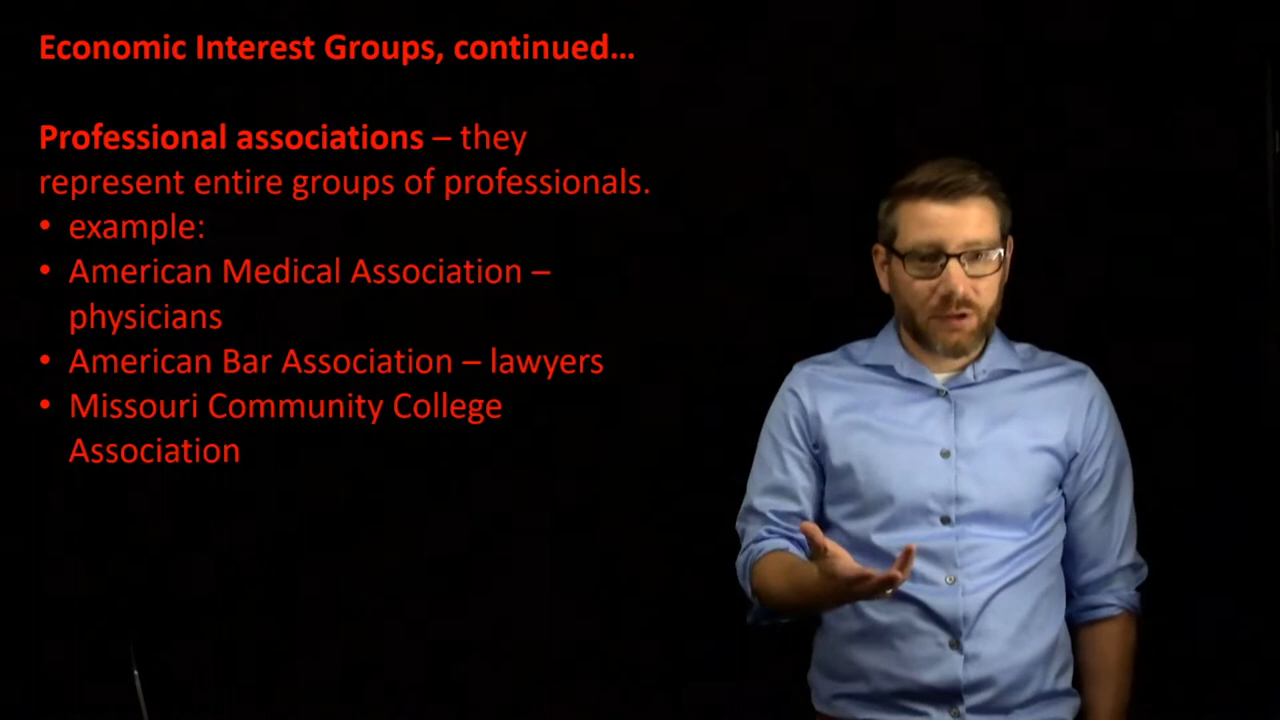 Economic Interest Groups, continued…
Professional associations – they
represent entire groups of professionals.
• example:
• American Medical Association –
physicians
• American Bar Association – lawyers
• Missouri Community College
Association